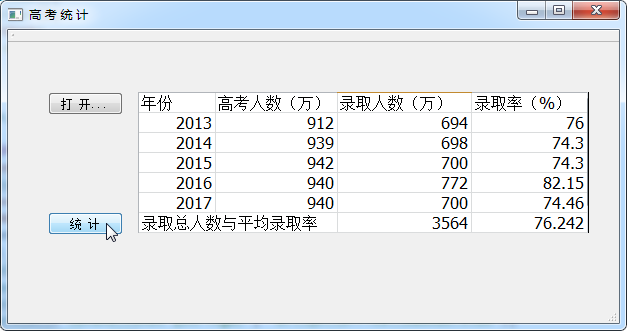 高考统计
打开...
年份 高考人数（万） 录取人数（万） 录取率（%）
2013 912 694 76
2014 939 698 74.3
2015 942 700 74.3
2016 940 772 82.15
2017 940 700 74.46
统计
录取总人数与平均录取率 3564 76.242